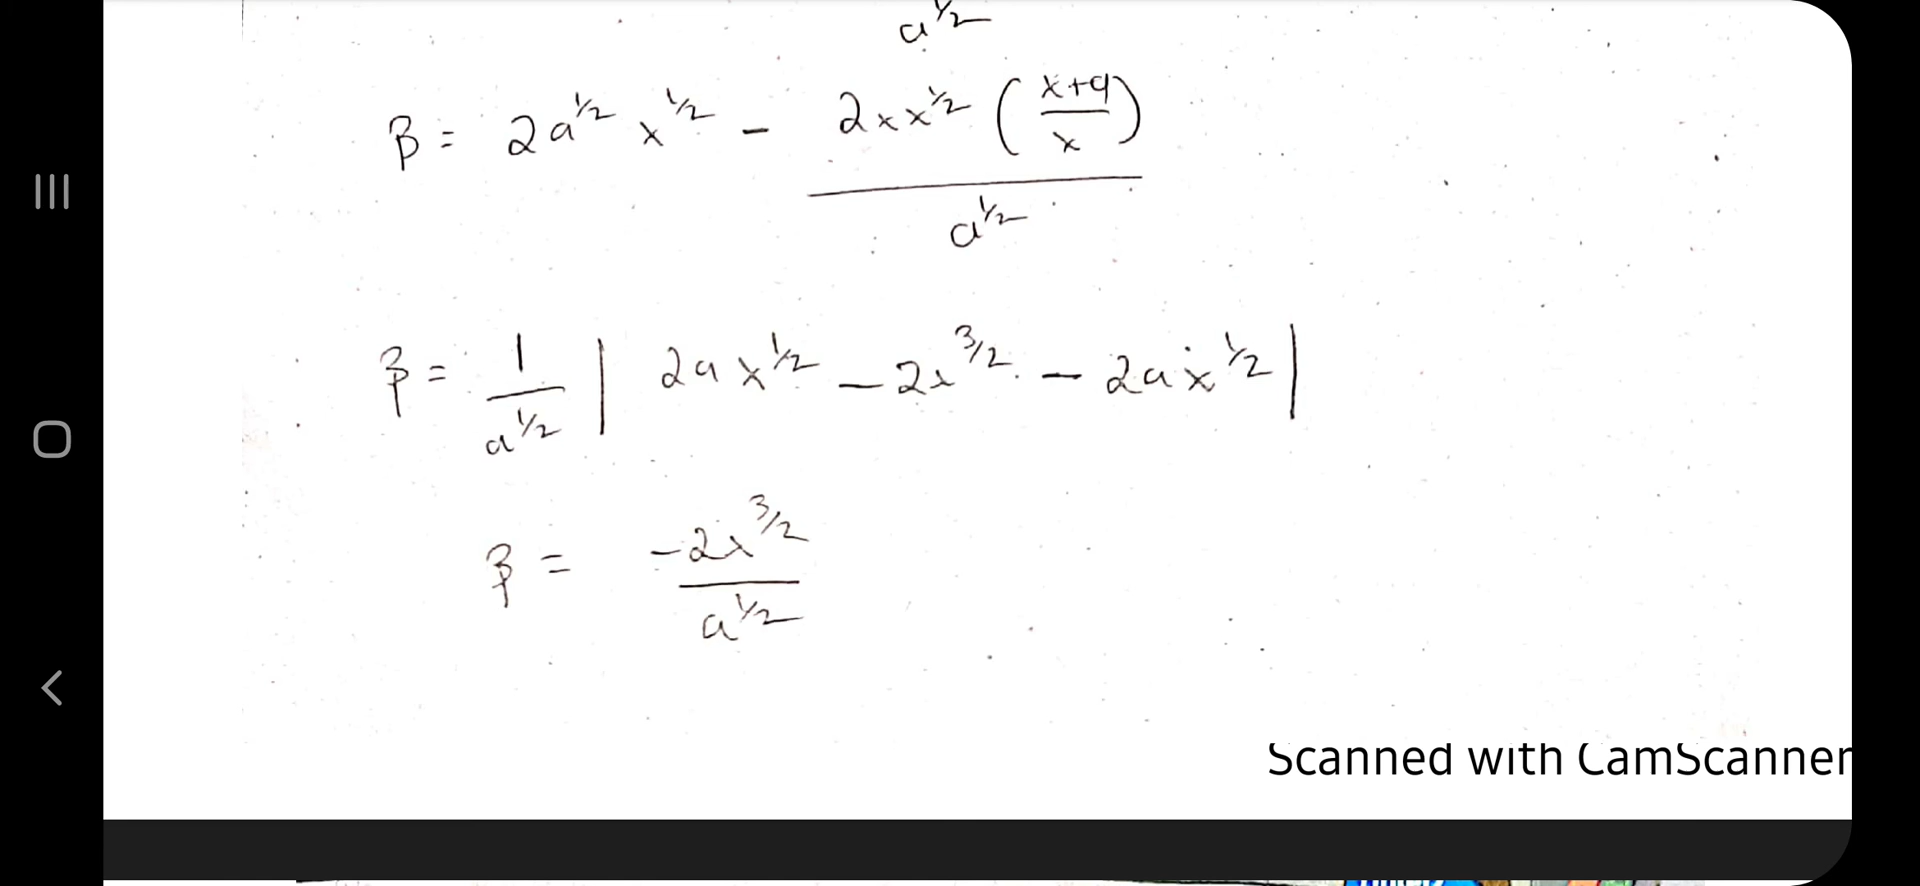 a^1/2
β = 2a^1/2 x^1/2 - 2x x^1/2 (x+a / x) / a^1/2
β = 1/a^1/2 | 2a x^1/2 - 2x^3/2 - 2a x^1/2 |
β = -2x^3/2 / a^1/2
Scanned with CamScanner